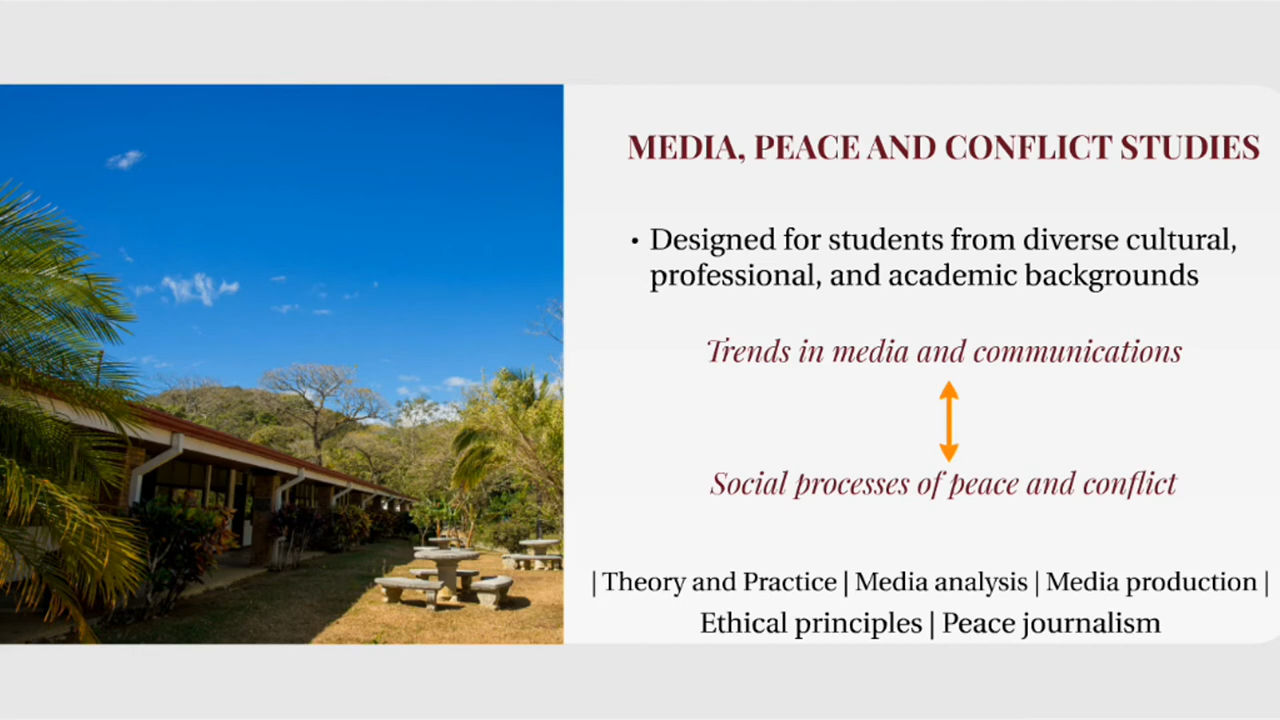 MEDIA, PEACE AND CONFLICT STUDIES
• Designed for students from diverse cultural,
professional, and academic backgrounds
Trends in media and communications
Social processes of peace and conflict
| Theory and Practice | Media analysis | Media production |
Ethical principles | Peace journalism